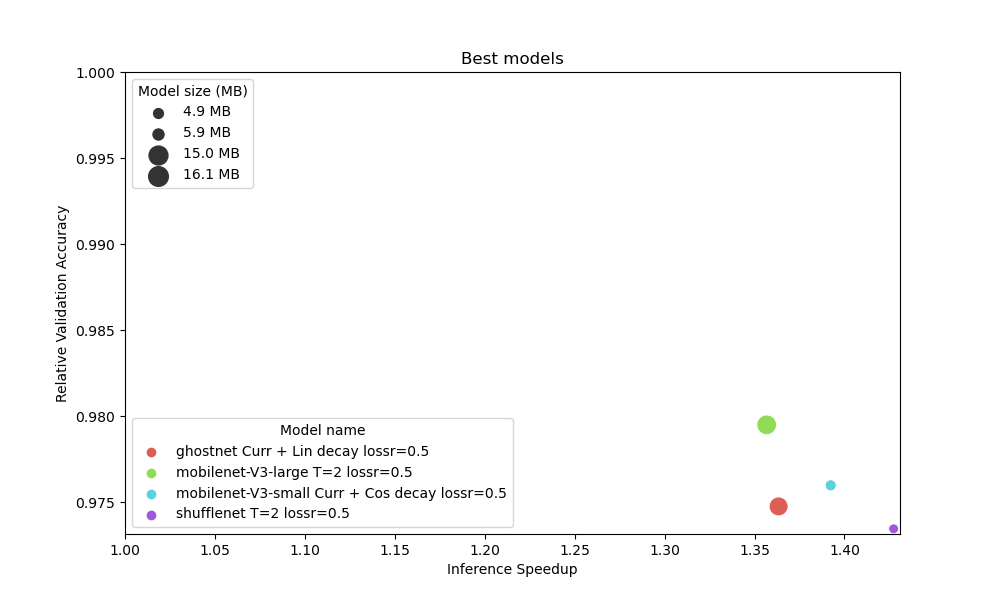 Best models
1.000
0.995
0.990
0.985
0.980
0.975
Relative Validation Accuracy
Model size (MB)
4.9 MB
5.9 MB
15.0 MB
16.1 MB
Model name
ghostnet Curr + Lin decay lossr=0.5
mobilenet-V3-large T=2 lossr=0.5
mobilenet-V3-small Curr + Cos decay lossr=0.5
shufflenet T=2 lossr=0.5
1.00 1.05 1.10 1.15 1.20 1.25 1.30 1.35 1.40
Inference Speedup